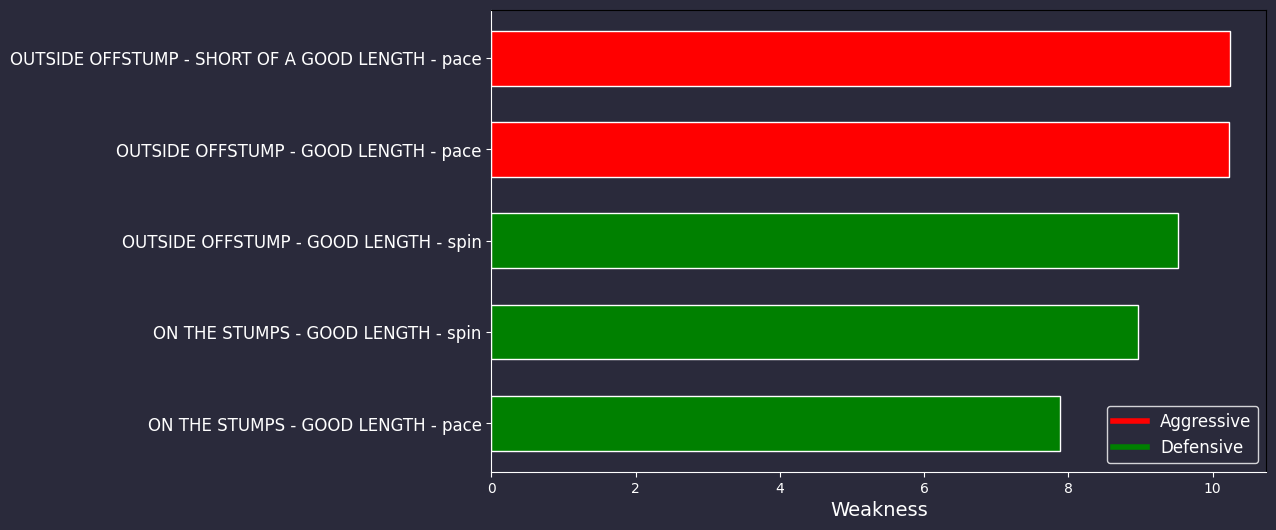 OUTSIDE OFFSTUMP - SHORT OF A GOOD LENGTH - pace
OUTSIDE OFFSTUMP - GOOD LENGTH - pace
OUTSIDE OFFSTUMP - GOOD LENGTH - spin
ON THE STUMPS - GOOD LENGTH - spin
ON THE STUMPS - GOOD LENGTH - pace
Aggressive
Defensive
0 2 4 6 8 10
Weakness